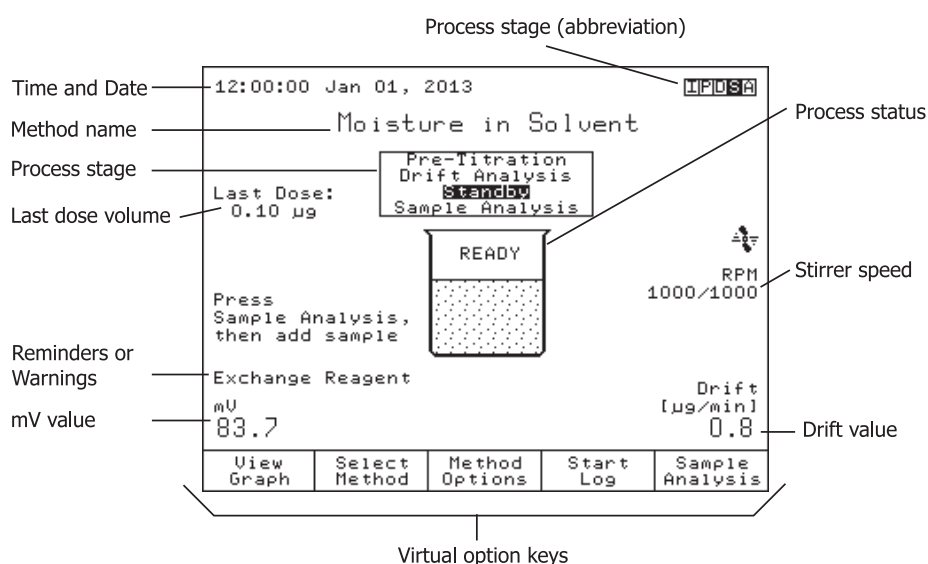 Process stage (abbreviation)
Time and Date
12:00:00 Jan 01, 2013
IPDSA
Process status
Method name
Moisture in Solvent
Process stage
Pre-Titration
Drift Analysis
Standby
Sample Analysis
Last dose volume
Last Dose:
0.10 µg
READY
RPM
1000/1000
Stirrer speed
Press
Sample Analysis,
then add sample
Reminders or
Warnings
Exchange Reagent
mV value
mV
83.7
Drift
[µg/min]
0.8
Drift value
View
Graph
Select
Method
Method
Options
Start
Log
Sample
Analysis
Virtual option keys